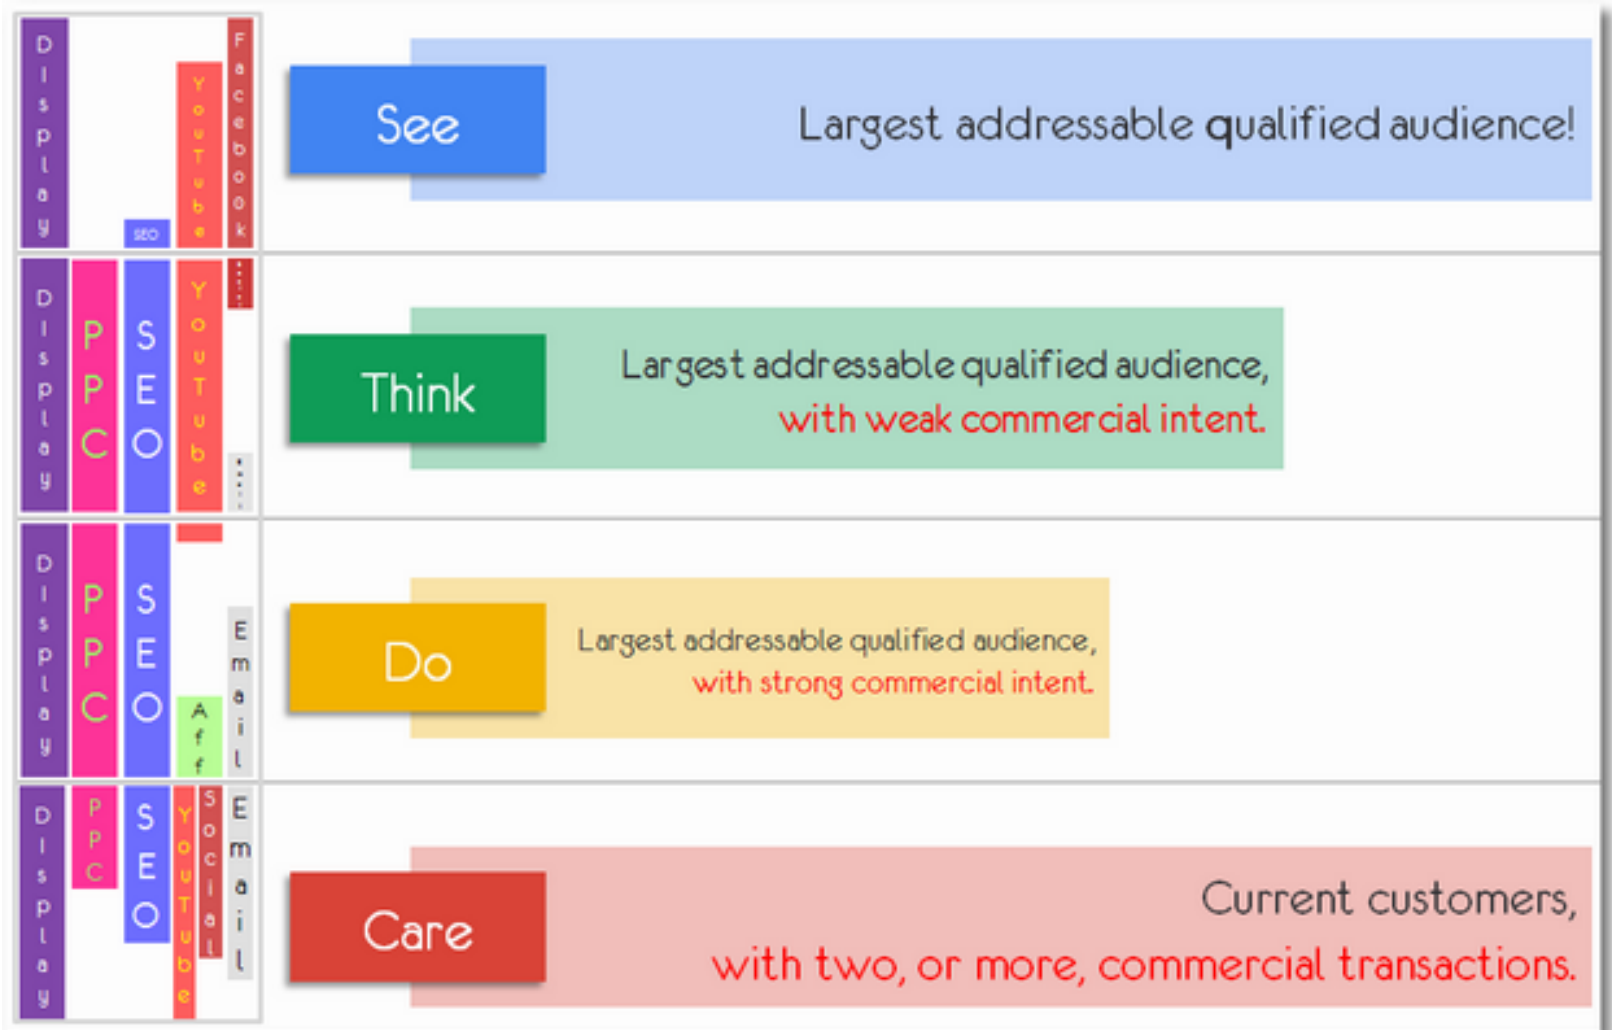 Display
SEO
YouTube
Facebook
See
Largest addressable qualified audience!
Display
PPC
SEO
YouTube
Think
Largest addressable qualified audience,
with weak commercial intent.
Display
PPC
SEO
Aff
Email
Do
Largest addressable qualified audience,
with strong commercial intent.
Display
PPC
SEO
YouTube
Social
Email
Care
Current customers,
with two, or more, commercial transactions.